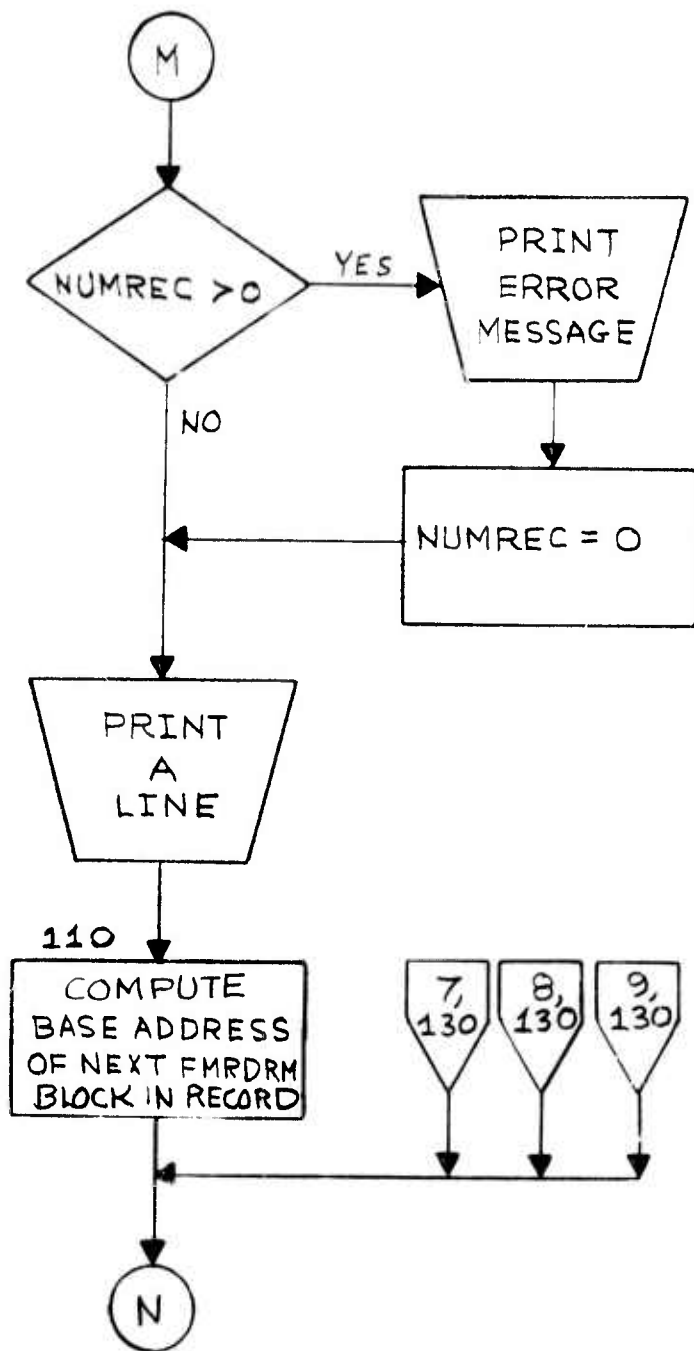 M
NUMREC > 0
YES
PRINT
ERROR
MESSAGE
NO
NUMREC = 0
PRINT
A
LINE
110
COMPUTE
BASE ADDRESS
OF NEXT FMRDRM
BLOCK IN RECORD
7,
130
8,
130
9,
130
N